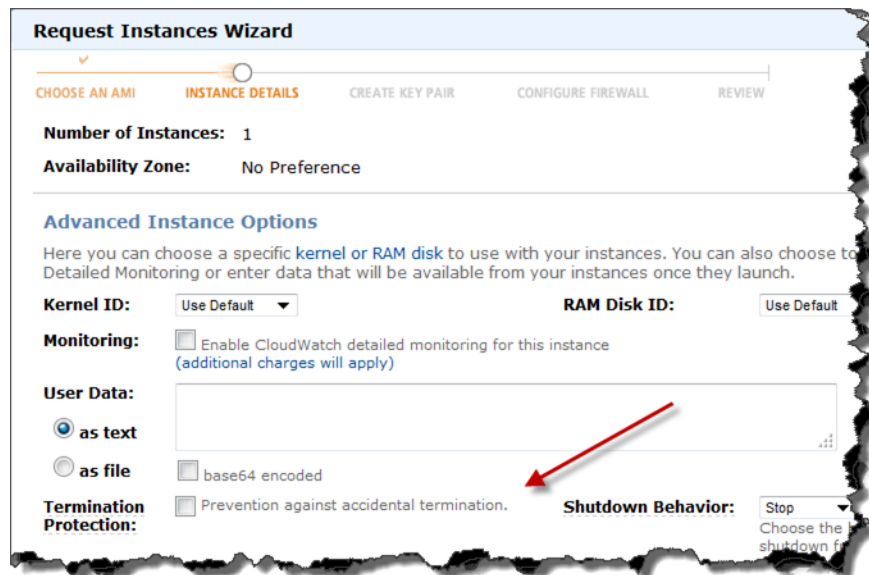 Request Instances Wizard
CHOOSE AN AMI INSTANCE DETAILS CREATE KEY PAIR CONFIGURE FIREWALL REVIEW
Number of Instances: 1
Availability Zone: No Preference
Advanced Instance Options
Here you can choose a specific kernel or RAM disk to use with your instances. You can also choose to
Detailed Monitoring or enter data that will be available from your instances once they launch.
Kernel ID: Use Default RAM Disk ID: Use Default
Monitoring: Enable CloudWatch detailed monitoring for this instance
(additional charges will apply)
User Data:
as text
as file base64 encoded
Termination Prevention against accidental termination. Shutdown Behavior: Stop
Protection: Choose the
shutdown